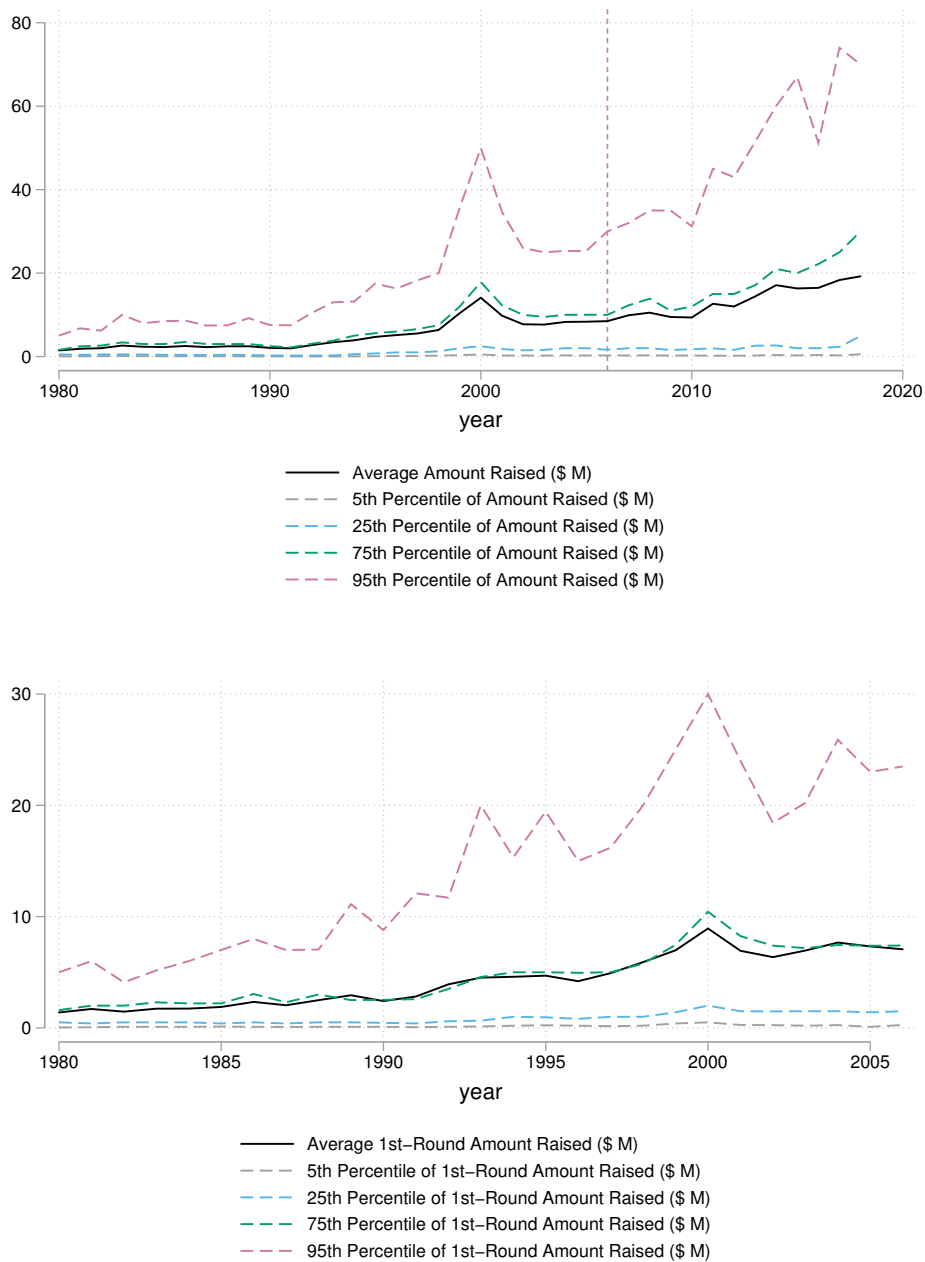 80
60
40
20
0
1980 1990 2000 2010 2020
year
Average Amount Raised ($ M)
5th Percentile of Amount Raised ($ M)
25th Percentile of Amount Raised ($ M)
75th Percentile of Amount Raised ($ M)
95th Percentile of Amount Raised ($ M)
30
20
10
0
1980 1985 1990 1995 2000 2005
year
Average 1st−Round Amount Raised ($ M)
5th Percentile of 1st−Round Amount Raised ($ M)
25th Percentile of 1st−Round Amount Raised ($ M)
75th Percentile of 1st−Round Amount Raised ($ M)
95th Percentile of 1st−Round Amount Raised ($ M)